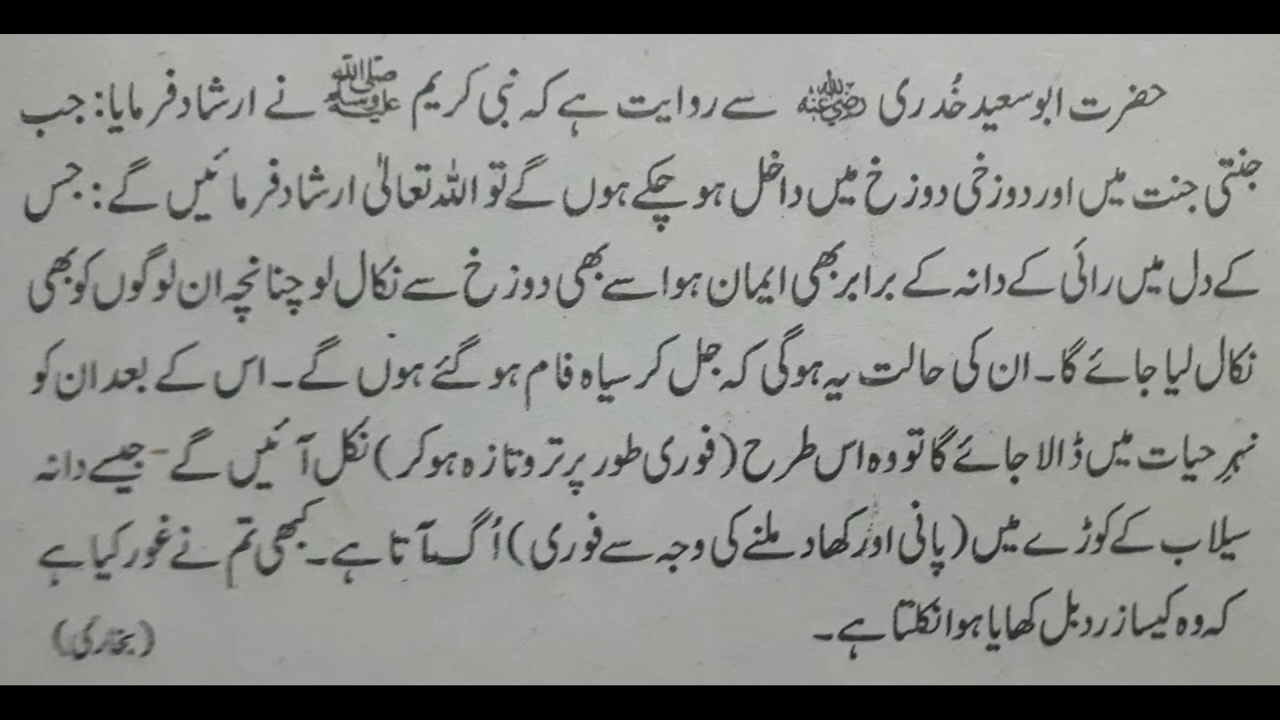 حضرت ابوسعید خُدری رضی اللہ عنہ سے روایت ہے کہ نبی کریم صلی اللہ علیہ وسلم نے ارشاد فرمایا: جب
جنتی جنت میں اور دوزخی دوزخ میں داخل ہو چکے ہوں گے تو اللہ تعالیٰ ارشاد فرمائیں گے: جس
کے دل میں رائی کے دانہ کے برابر بھی ایمان ہو اسے بھی دوزخ سے نکال لو چنانچہ ان لوگوں کو بھی
نکال لیا جائے گا۔ ان کی حالت یہ ہوگی کہ جل کر سیاہ فام ہو گئے ہوں گے۔ اس کے بعد ان کو
نہرِ حیات میں ڈالا جائے گا تو وہ اس طرح (فوری طور پر تروتازہ ہوکر) نکل آئیں گے جیسے دانہ
سیلاب کے کوڑے میں (پانی اور کھاد ملنے کی وجہ سے فوری) اُگ آتا ہے۔ کبھی تم نے غور کیا ہے
کہ وہ کیسا زرد بل کھایا ہوا نکلتا ہے۔
(بخاری)